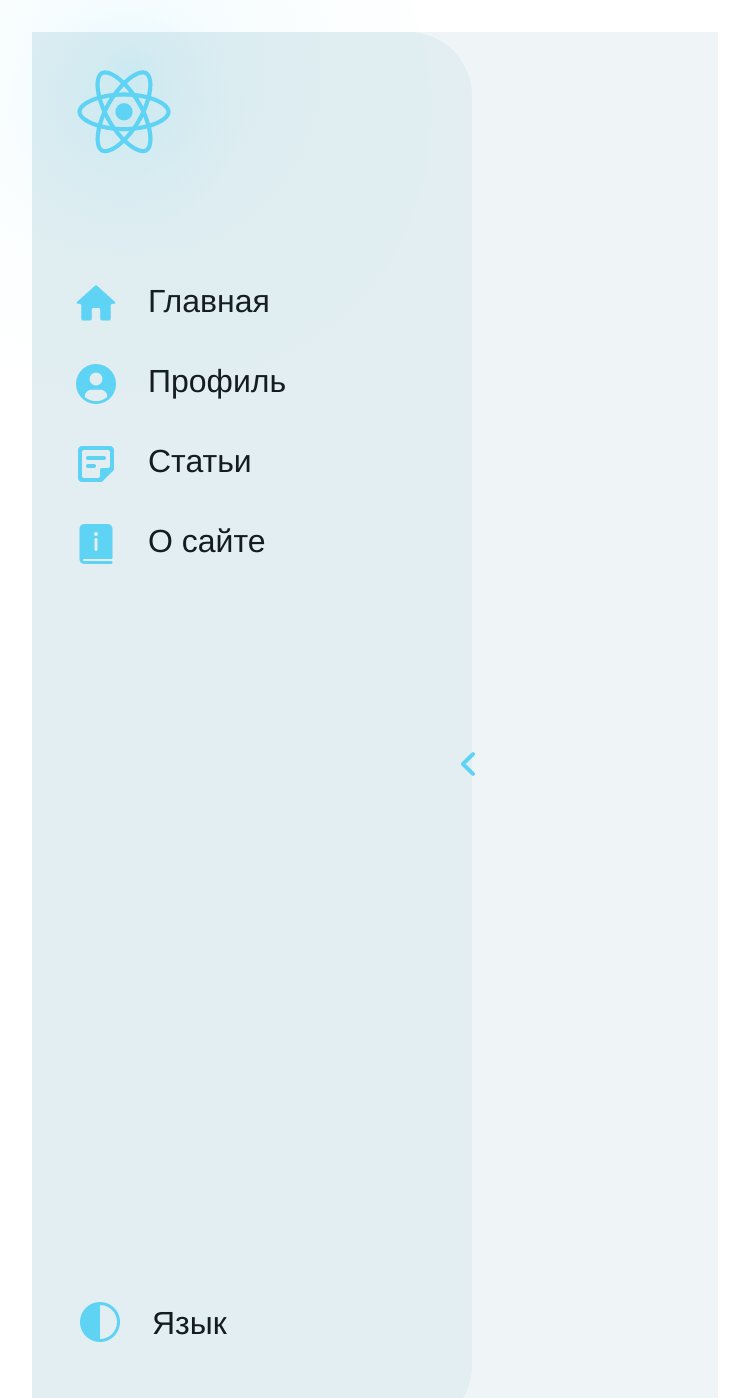 Главная
Профиль
Статьи
О сайте
Язык